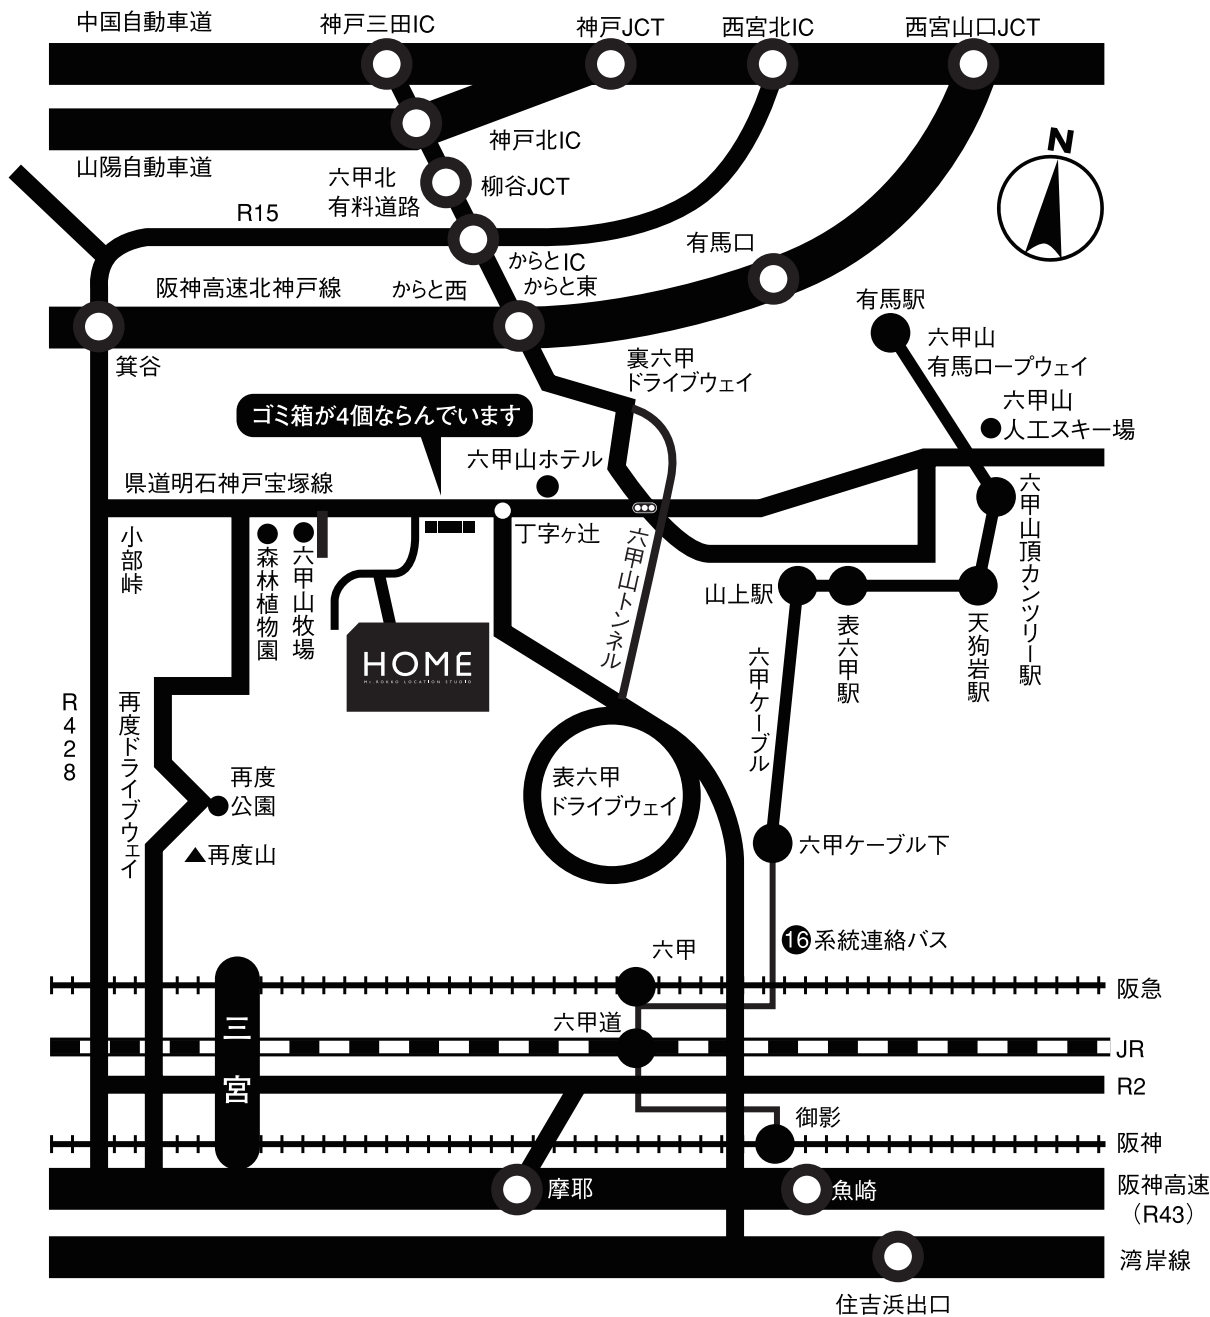 中国自動車道
神戸三田IC
神戸JCT
西宮北IC
西宮山口JCT
神戸北IC
山陽自動車道
六甲北
有料道路
柳谷JCT
N
R15
からとIC
有馬口
阪神高速北神戸線
からと西
からと東
有馬駅
六甲山
有馬ロープウェイ
箕谷
裏六甲
ドライブウェイ
六甲山
人工スキー場
ゴミ箱が4個ならんでいます
六甲山ホテル
県道明石神戸宝塚線
丁字ヶ辻
小部峠
森林植物園
六甲山牧場
六甲山トンネル
六甲山頂カンツリー駅
山上駅
表六甲駅
天狗岩駅
HOME
Mt.ROKKO LOCATION STUDIO
六甲ケーブル
R428
再度ドライブウェイ
再度
公園
再度山
表六甲
ドライブウェイ
六甲ケーブル下
16系統連絡バス
六甲
阪急
六甲道
三宮
JR
R2
御影
阪神
摩耶
魚崎
阪神高速
（R43）
湾岸線
住吉浜出口